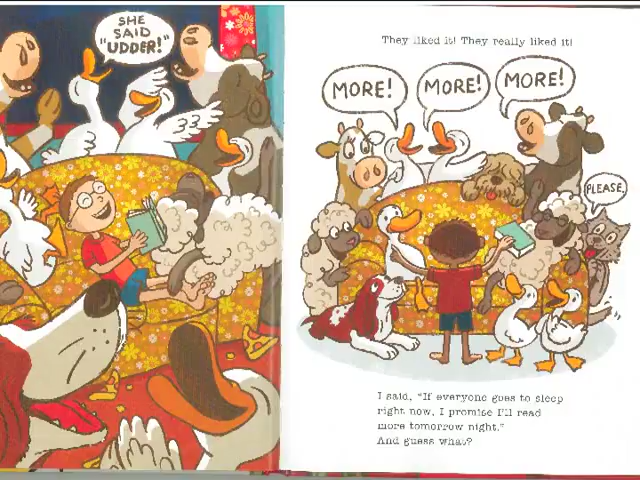 SHE
SAID
"UDDER!"
They liked it! They really liked it!
MORE!
MORE!
MORE!
PLEASE.
I said, "If everyone goes to sleep
right now, I promise I'll read
more tomorrow night."
And guess what?